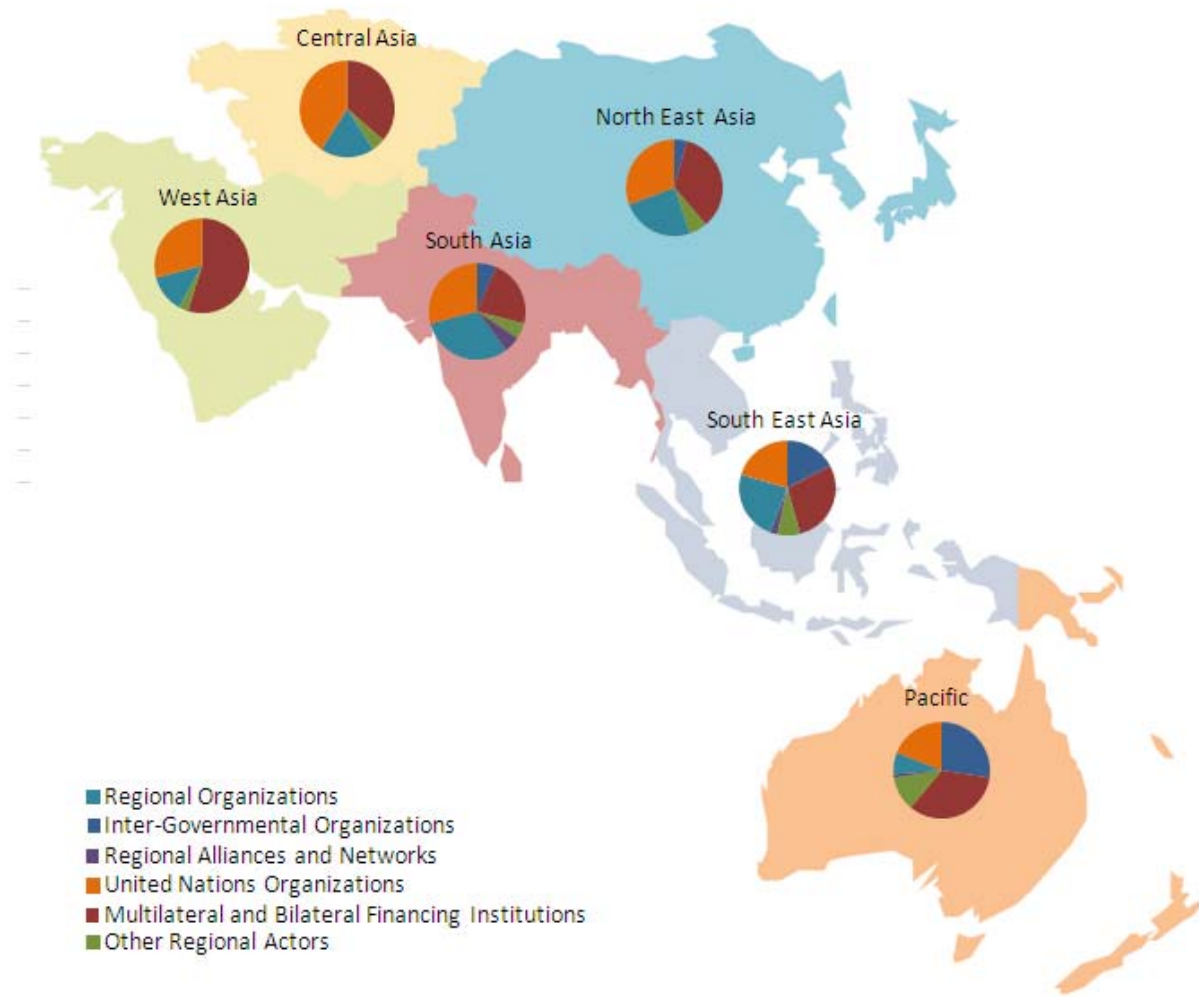 Central Asia
North East Asia
West Asia
South Asia
South East Asia
Pacific
Regional Organizations
Inter-Governmental Organizations
Regional Alliances and Networks
United Nations Organizations
Multilateral and Bilateral Financing Institutions
Other Regional Actors